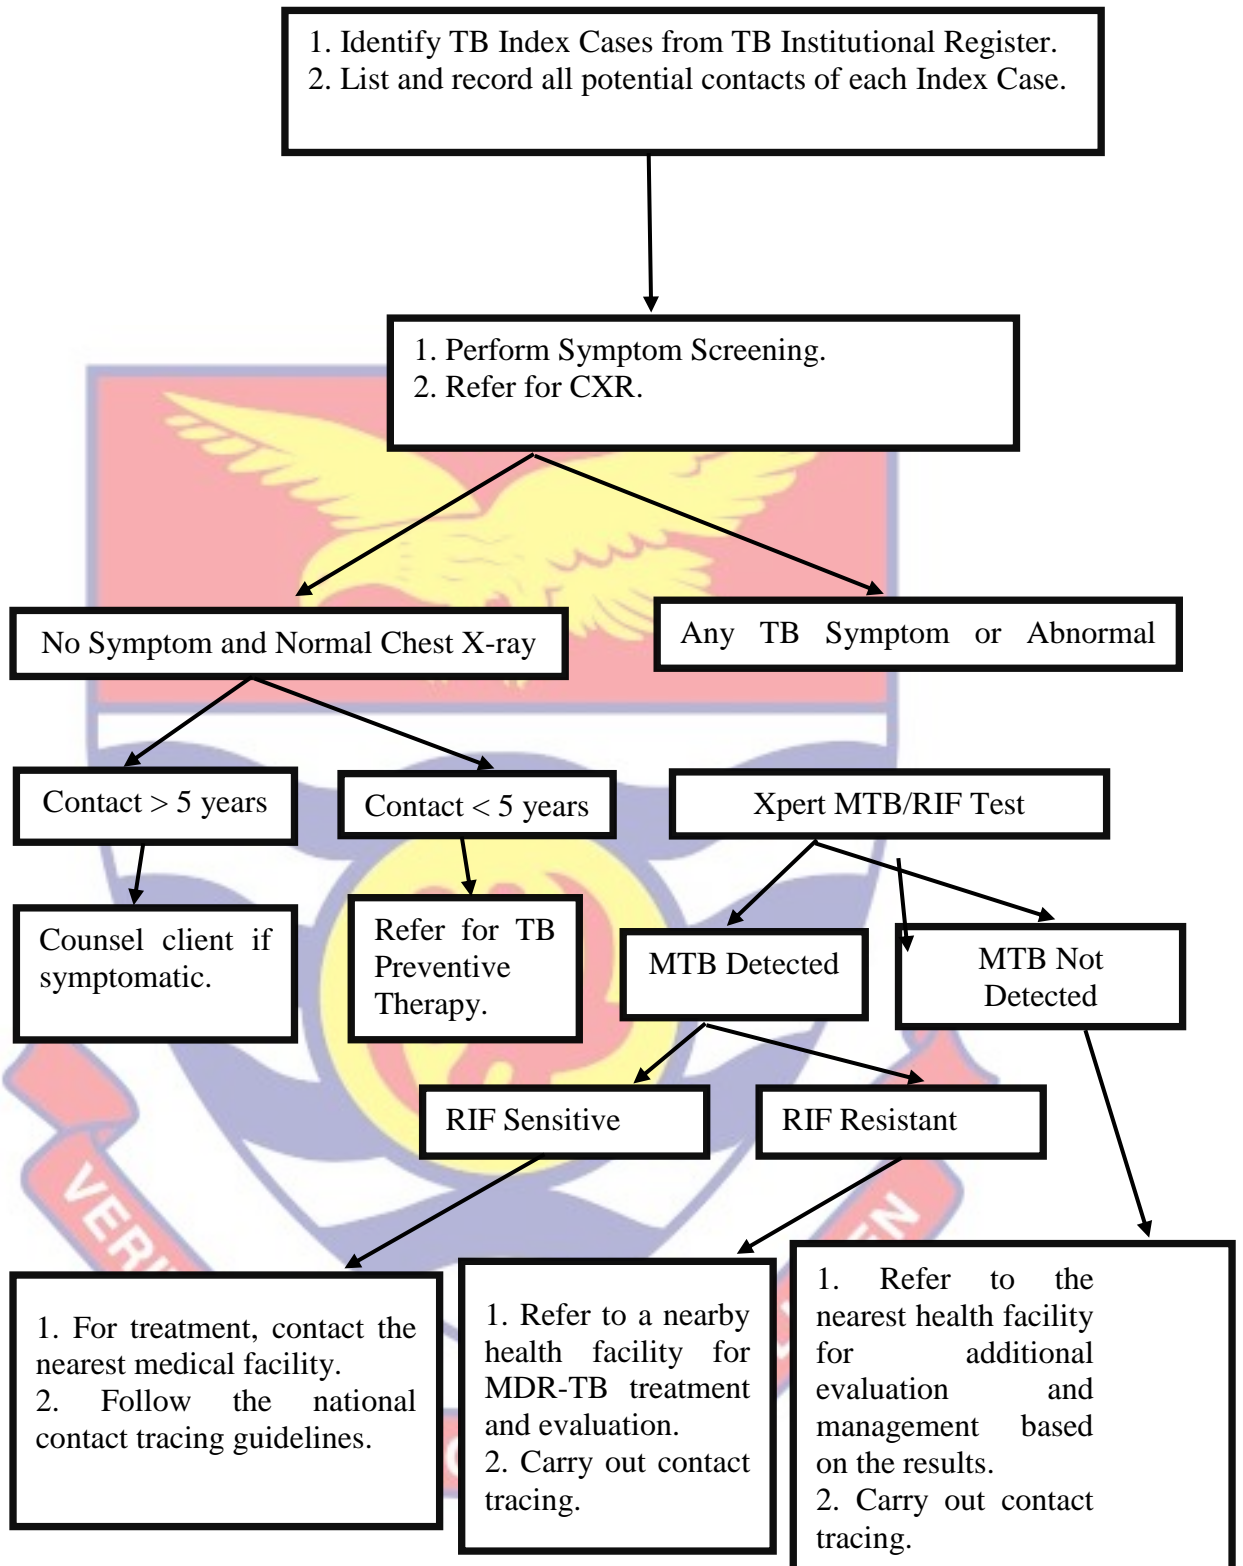 1. Identify TB Index Cases from TB Institutional Register.
2. List and record all potential contacts of each Index Case.
1. Perform Symptom Screening.
2. Refer for CXR.
No Symptom and Normal Chest X-ray
Any TB Symptom or Abnormal
Contact > 5 years
Contact < 5 years
Xpert MTB/RIF Test
Counsel client if
symptomatic.
Refer for TB
Preventive
Therapy.
MTB Detected
MTB Not
Detected
RIF Sensitive
RIF Resistant
1. For treatment, contact the
nearest medical facility.
2. Follow the national
contact tracing guidelines.
1. Refer to a nearby
health facility for
MDR-TB treatment
and evaluation.
2. Carry out contact
tracing.
1. Refer to the
nearest health facility
for additional
evaluation and
management based
on the results.
2. Carry out contact
tracing.